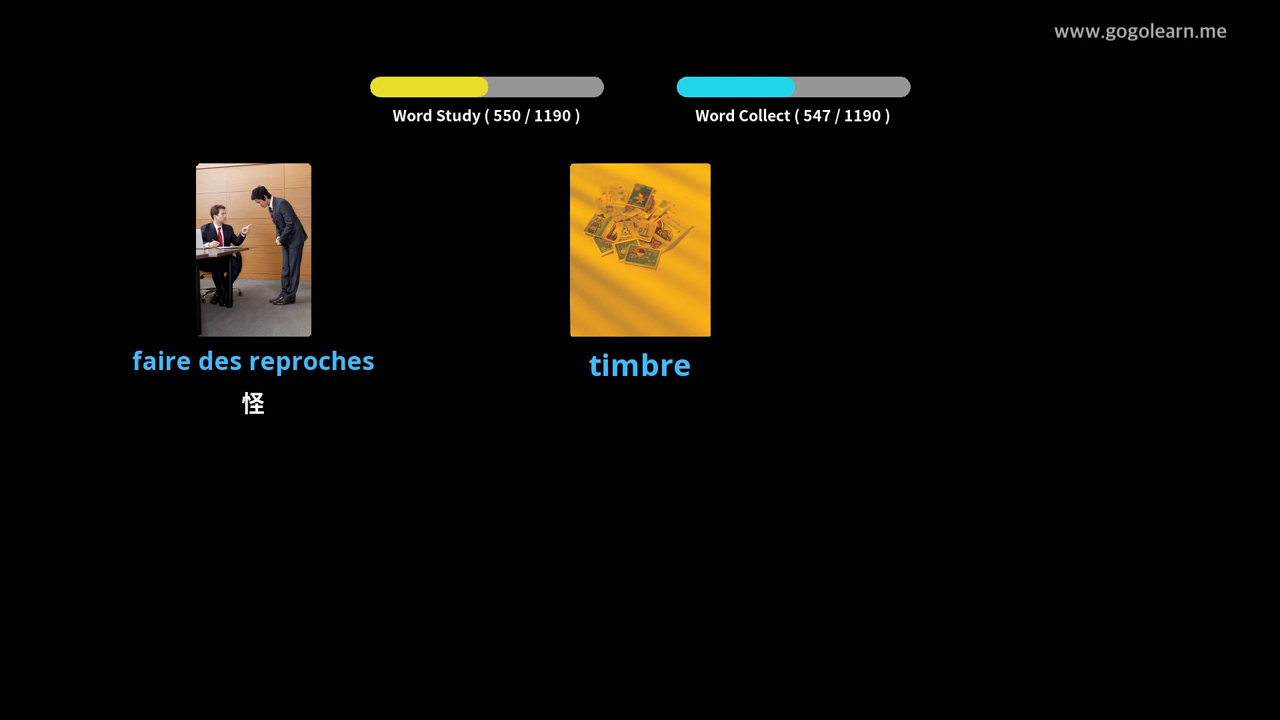 www.gogolearn.me
Word Study ( 550 / 1190 )
Word Collect ( 547 / 1190 )
faire des reproches
怪
timbre